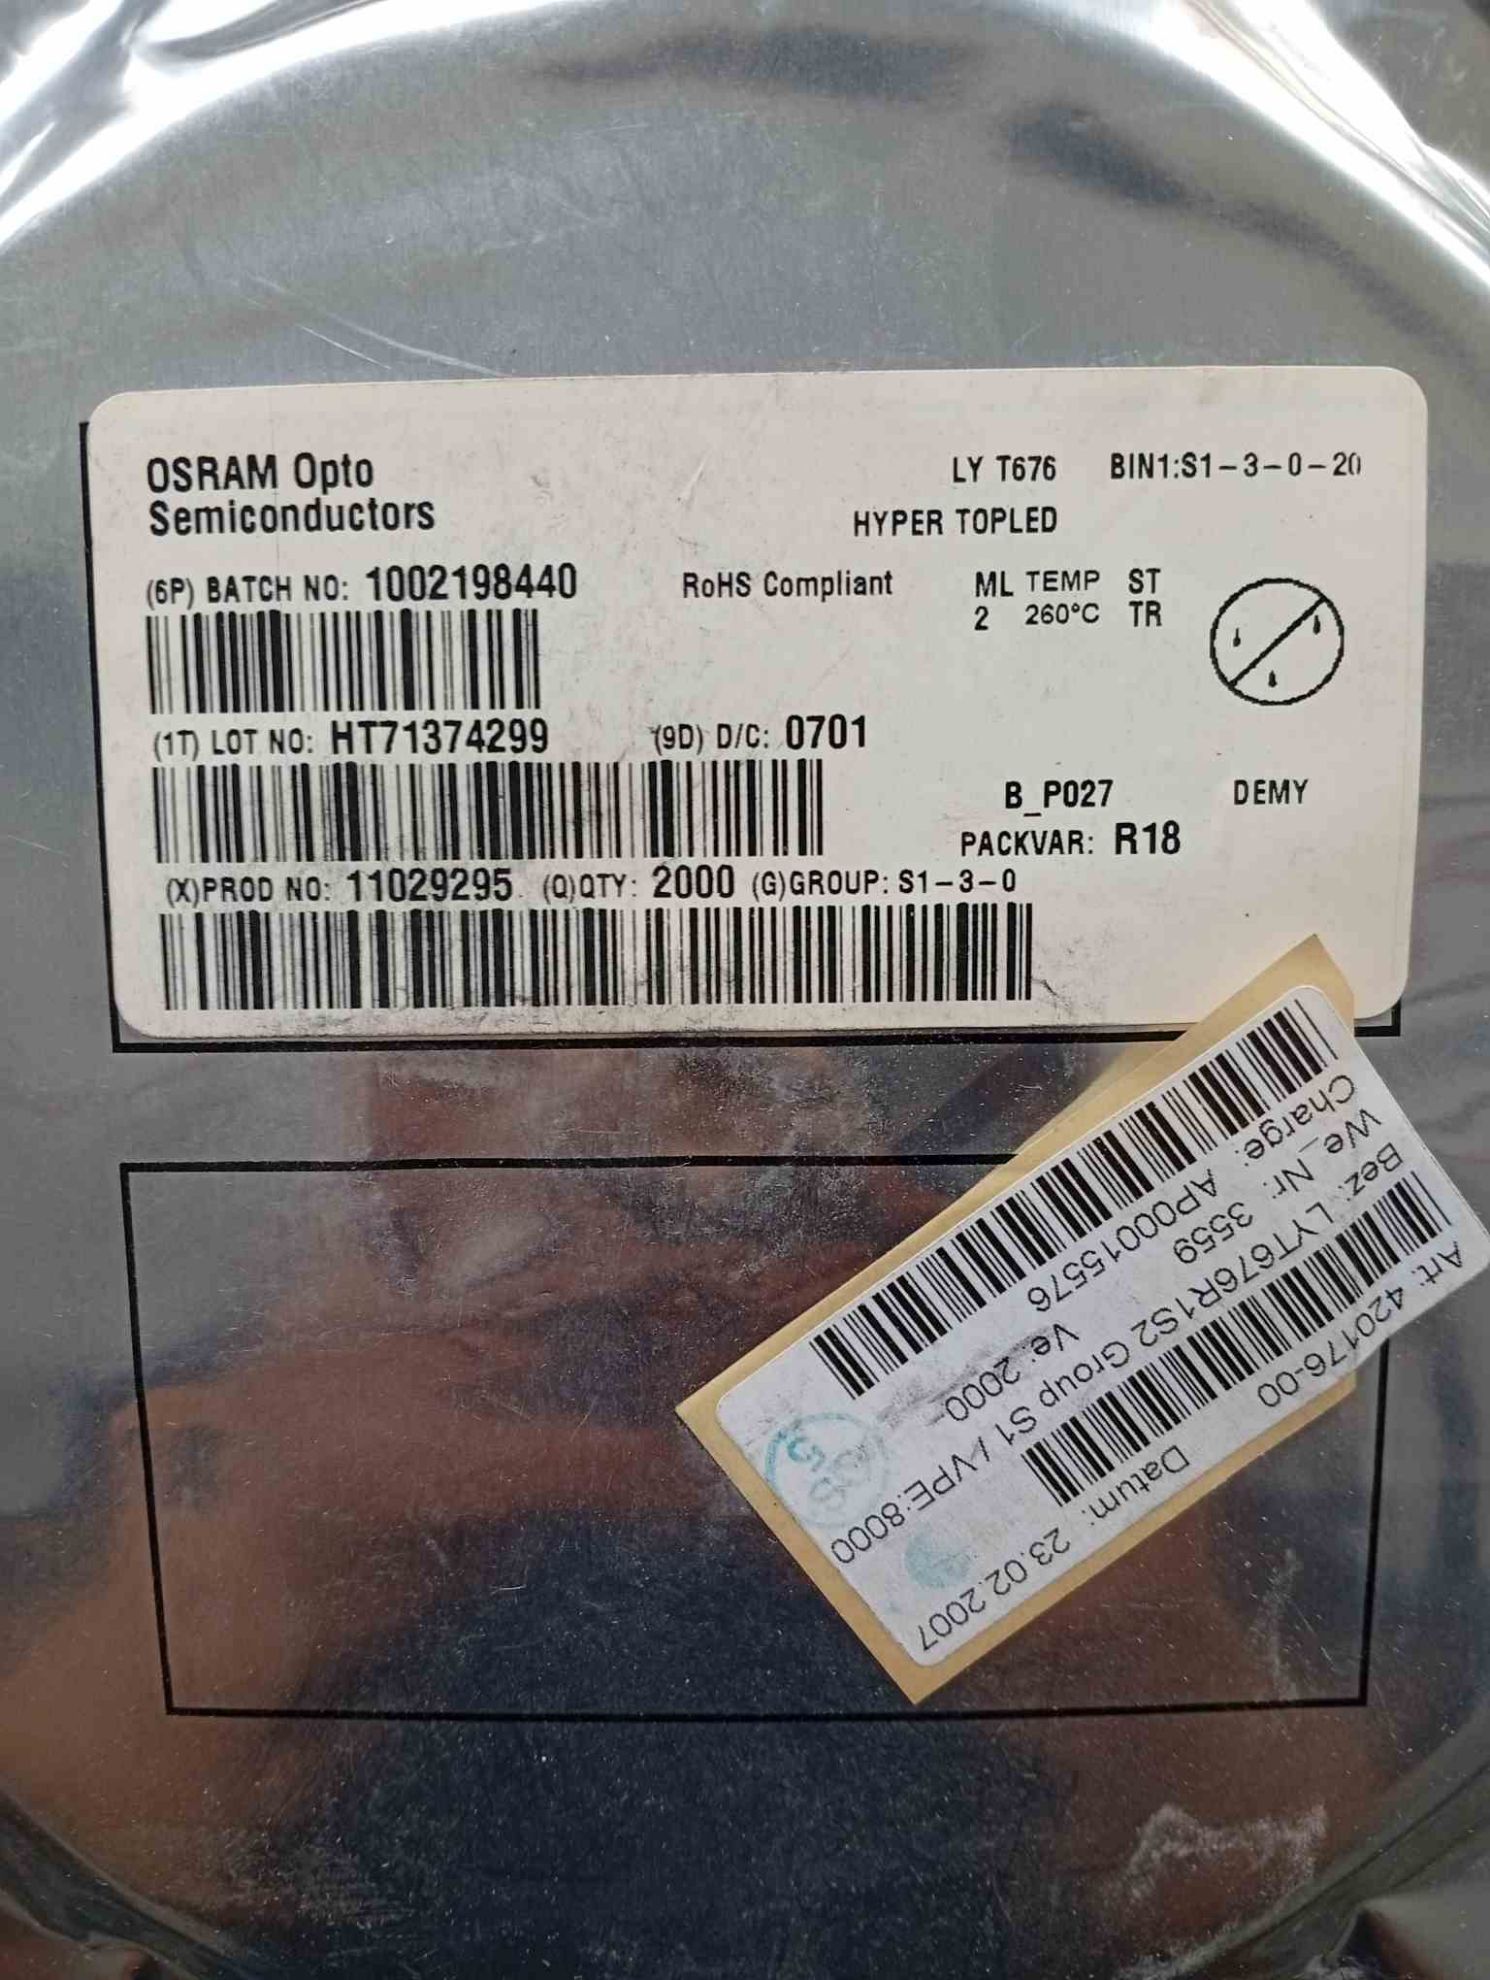 OSRAM Opto
Semiconductors
LY T676 BIN1:S1-3-0-20
HYPER TOPLED
(6P) BATCH NO: 1002198440
RoHS Compliant
ML TEMP ST
2 260°C TR
(1T) LOT NO: HT71374299 (9D) D/C: 0701
B_P027 DEMY
PACKVAR: R18
(X)PROD NO: 11029295 (Q)QTY: 2000 (G)GROUP: S1-3-0
Art: 420176-00 Datum: 23.02.2007
Bez: LYT676R1S2 Group S1 /-VPE:8000
We_Nr: 3559 Ve: 2000
Charge: AP00015576